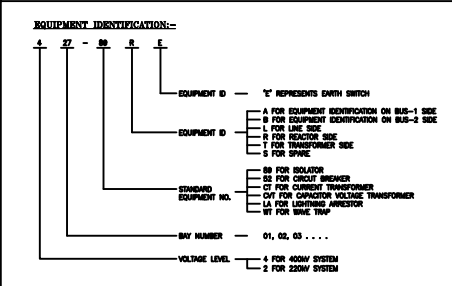 EQUIPMENT IDENTIFICATION:-
4 27 - 89 R E
EQUIPMENT ID — "E" REPRESENTS EARTH SWITCH
A FOR EQUIPMENT IDENTIFICATION ON BUS-1 SIDE
B FOR EQUIPMENT IDENTIFICATION ON BUS-2 SIDE
L FOR LINE SIDE
EQUIPMENT ID
R FOR REACTOR SIDE
T FOR TRANSFORMER SIDE
S FOR SPARE
89 FOR ISOLATOR
52 FOR CIRCUIT BREAKER
STANDARD
EQUIPMENT NO.
CT FOR CURRENT TRANSFORMER
CVT FOR CAPACITOR VOLTAGE TRANSFORMER
LA FOR LIGHTNING ARRESTOR
WT FOR WAVE TRAP
BAY NUMBER — 01, 02, 03 . . . .
VOLTAGE LEVEL
4 FOR 400kV SYSTEM
2 FOR 220kV SYSTEM